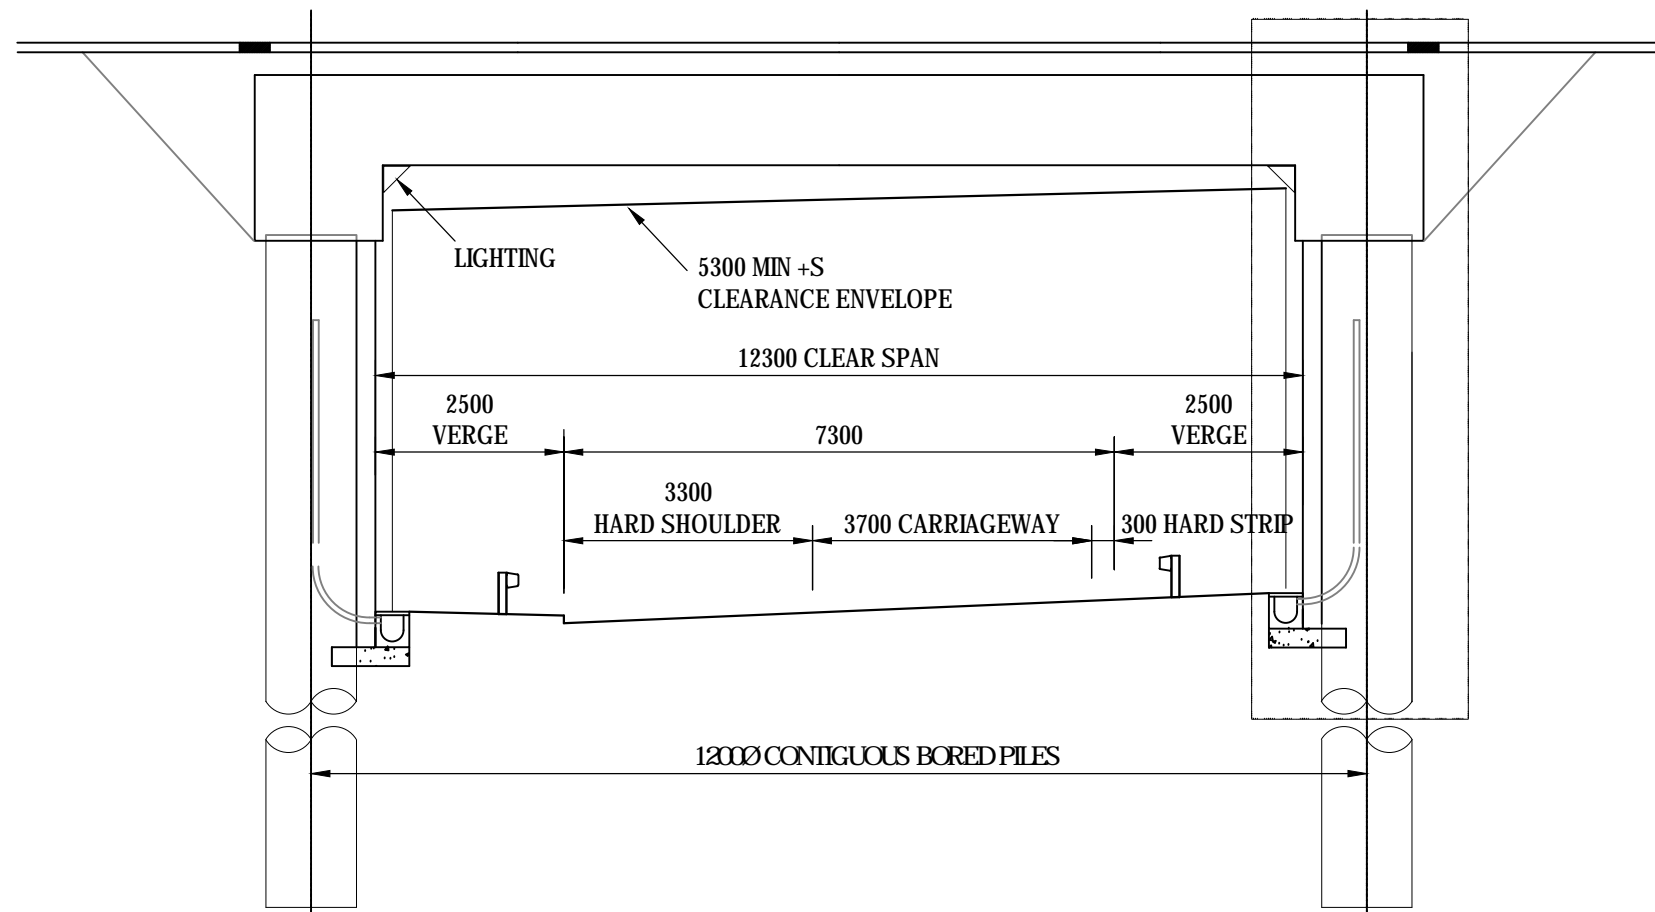 LIGHTING
5300 MIN +S
CLEARANCE ENVELOPE
12300 CLEAR SPAN
2500
VERGE
7300
2500
VERGE
3300
HARD SHOULDER
3700 CARRIAGEWAY
300 HARD STRIP
1200Ø CONTIGUOUS BORED PILES